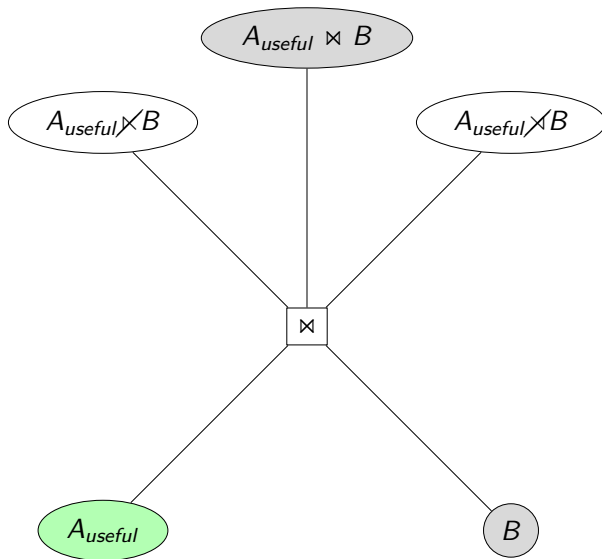 A_useful ⋈ B
A_useful ⋉̸ B
A_useful ⋊̸ B
⋈
A_useful
B